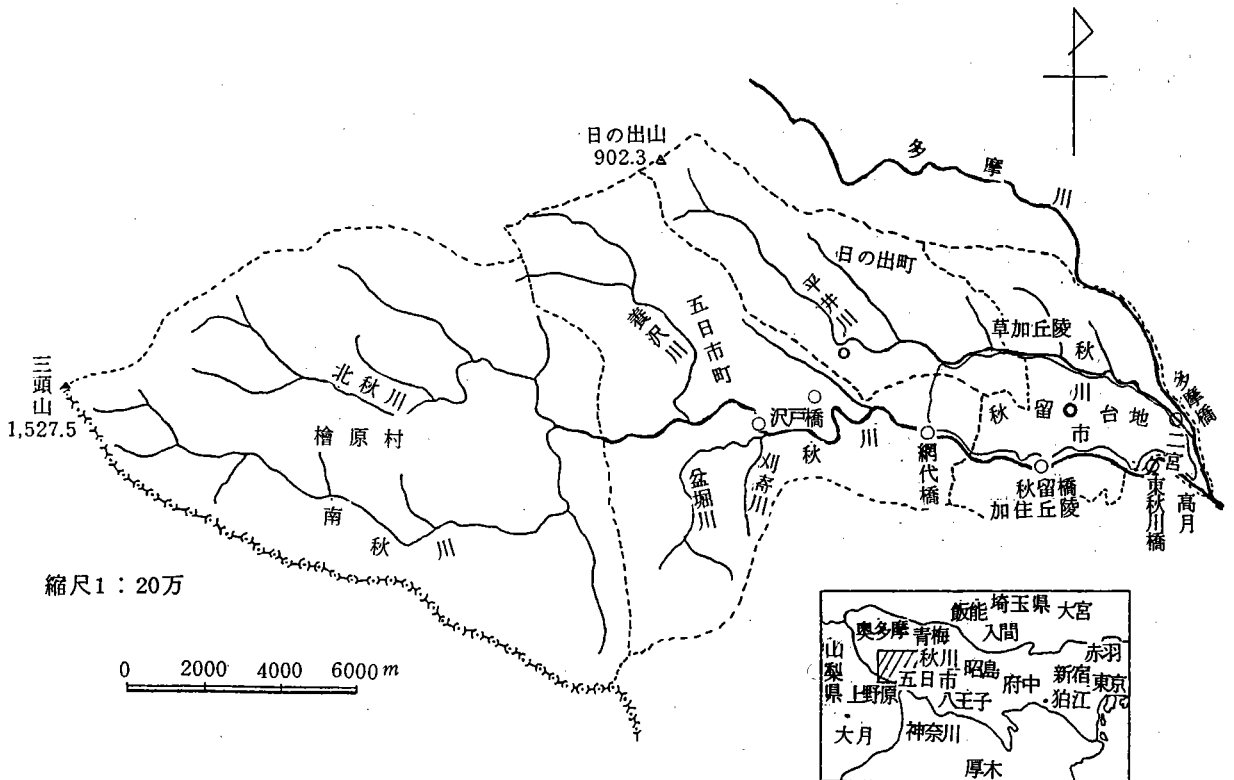 日の出山
902.3
多摩川
日の出町
平井川
五日市町
養沢川
草加丘陵
秋川市
多摩橋
三頭山
1,527.5
北秋川
檜原村
沢戸橋
秋川
秋留台地
二宮
網代橋
秋留橋
加住丘陵
東秋川橋
高月
盆堀川
刈寄川
南秋川
縮尺1:20万
0 2000 4000 6000 m
飯能
埼玉県
大宮
奥多摩
青梅
入間
山梨県
秋川
昭島
赤羽
五日市
府中
新宿
東京
上野原
八王子
狛江
大月
神奈川
厚木